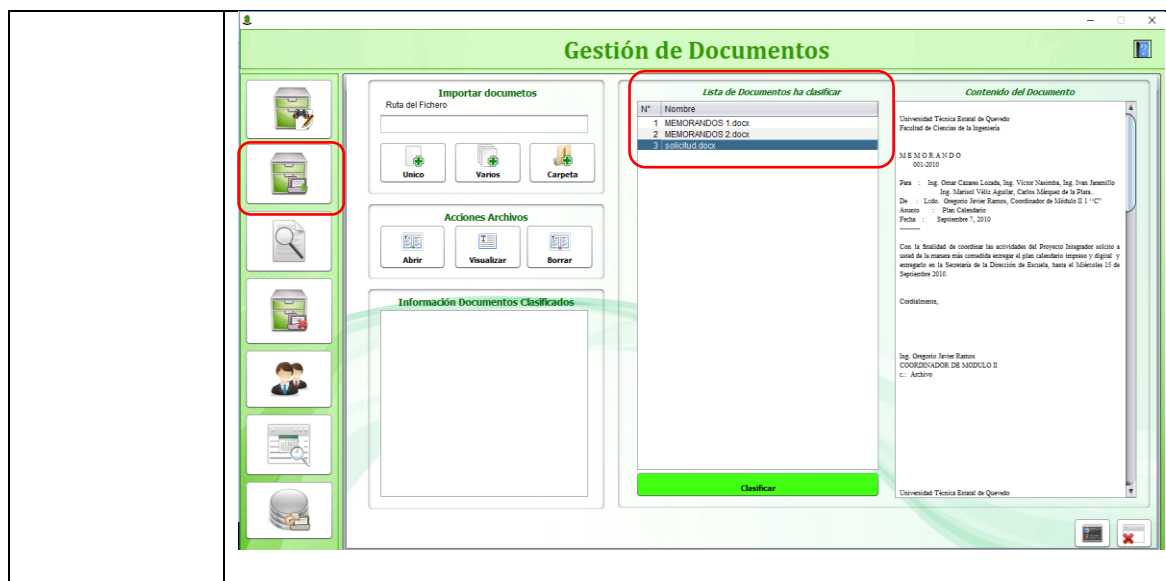 Gestión de Documentos
Importar documetos
Ruta del Fichero
Unico
Varios
Carpeta
Acciones Archivos
Abrir
Visualizar
Borrar
Información Documentos Clasificados
Lista de Documentos ha clasificar
N° Nombre
1 MEMORANDOS 1.docx
2 MEMORANDOS 2.docx
3 solicitud.docx
Clasificar
Contenido del Documento
Universidad Técnica Estatal de Quevedo
Facultad de Ciencias de la Ingeniería
M E M O R A N D O
001-2010
Para : Ing. Omar Cazares Lozada, Ing. Victor Nasimba, Ing. Ivan Jaramillo
Ing. Marisol Véliz Aguilar, Carlos Márquez de la Plata..
De : Lcdo. Gregorio Javier Ramos, Coordinador de Módulo II 1 “C”
Asunto : Plan Calendario
Fecha : Septiembre 7, 2010
Con la finalidad de coordinar las actividades del Proyecto Integrador solcito a
usted de la manera más comedida entregar el plan calendario impreso y digital y
entregarlo en la Secretaría de la Dirección de Escuela, hasta el Miércoles 15 de
Septiembre 2010.
Cordialmente,
Ing. Gregorio Javier Ramos
COORDINADOR DE MODULO II
c.: Archivo
Universidad Técnica Estatal de Quevedo